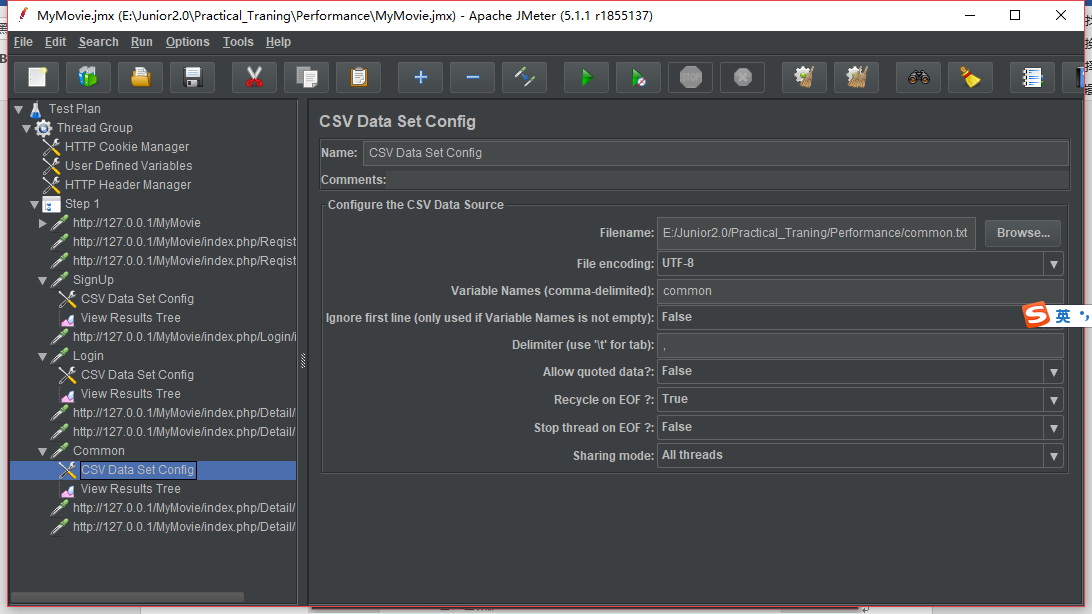 MyMovie.jmx (E:\Junior2.0\Practical_Traning\Performance\MyMovie.jmx) - Apache JMeter (5.1.1 r1855137)
File Edit Search Run Options Tools Help
STOP
Test Plan
Thread Group
HTTP Cookie Manager
User Defined Variables
HTTP Header Manager
Step 1
http://127.0.0.1/MyMovie
http://127.0.0.1/MyMovie/index.php/Regist
http://127.0.0.1/MyMovie/index.php/Regist
SignUp
CSV Data Set Config
View Results Tree
http://127.0.0.1/MyMovie/index.php/Login/i
Login
CSV Data Set Config
View Results Tree
http://127.0.0.1/MyMovie/index.php/Detail/
http://127.0.0.1/MyMovie/index.php/Detail/
Common
CSV Data Set Config
View Results Tree
http://127.0.0.1/MyMovie/index.php/Detail/
http://127.0.0.1/MyMovie/index.php/Detail/
CSV Data Set Config
Name: CSV Data Set Config
Comments:
Configure the CSV Data Source
Filename: E:/Junior2.0/Practical_Traning/Performance/common.txt Browse...
File encoding: UTF-8
Variable Names (comma-delimited): common
Ignore first line (only used if Variable Names is not empty): False
Delimiter (use '\t' for tab): ,
Allow quoted data?: False
Recycle on EOF ?: True
Stop thread on EOF ?: False
Sharing mode: All threads
S 英